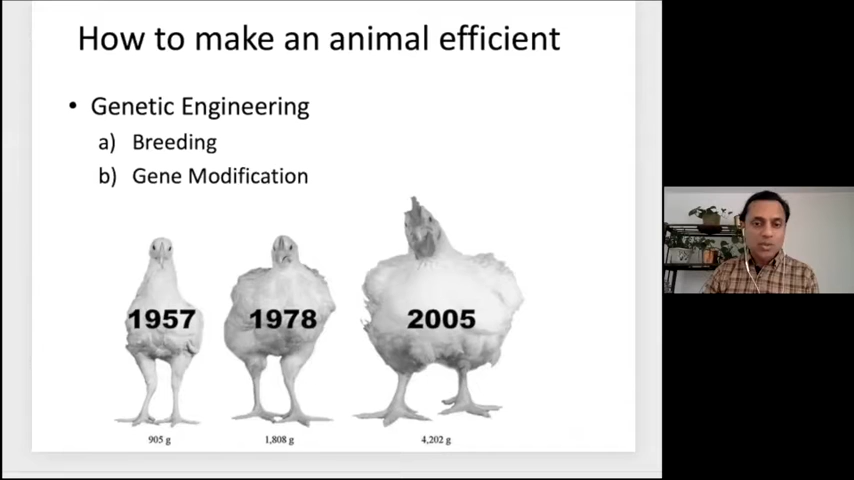 How to make an animal efficient
• Genetic Engineering
a) Breeding
b) Gene Modification
1957 1978 2005
905 g 1,808 g 4,202 g